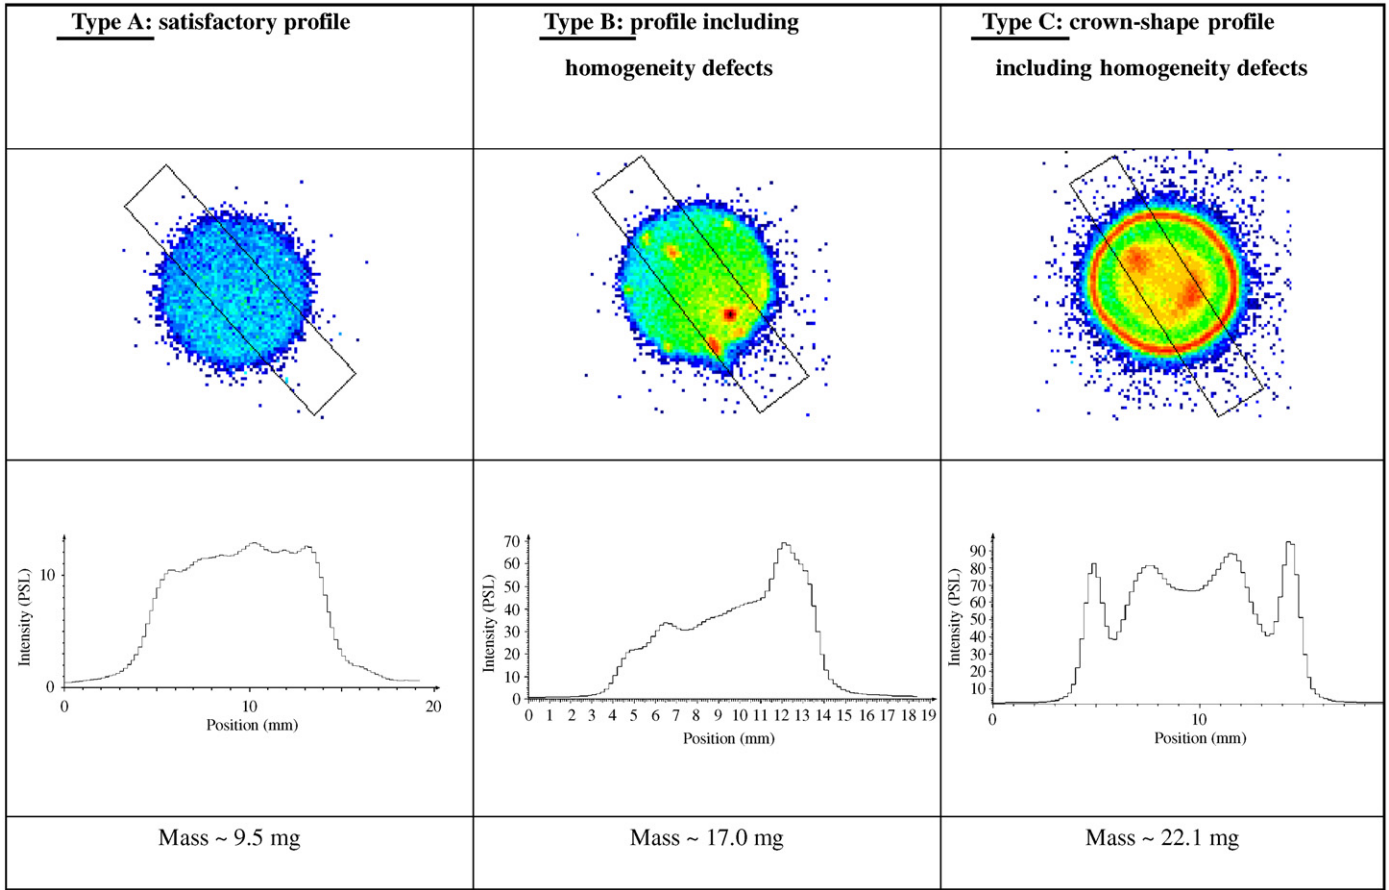 Type A: satisfactory profile
Type B: profile including
homogeneity defects
Type C: crown-shape profile
including homogeneity defects
Intensity (PSL)
10
0
0 10 20
Position (mm)
Intensity (PSL)
70
60
50
40
30
20
10
0
0 1 2 3 4 5 6 7 8 9 10 11 12 13 14 15 16 17 18 19
Position (mm)
Intensity (PSL)
90
80
70
60
50
40
30
20
10
0 10
Position (mm)
Mass ~ 9.5 mg
Mass ~ 17.0 mg
Mass ~ 22.1 mg